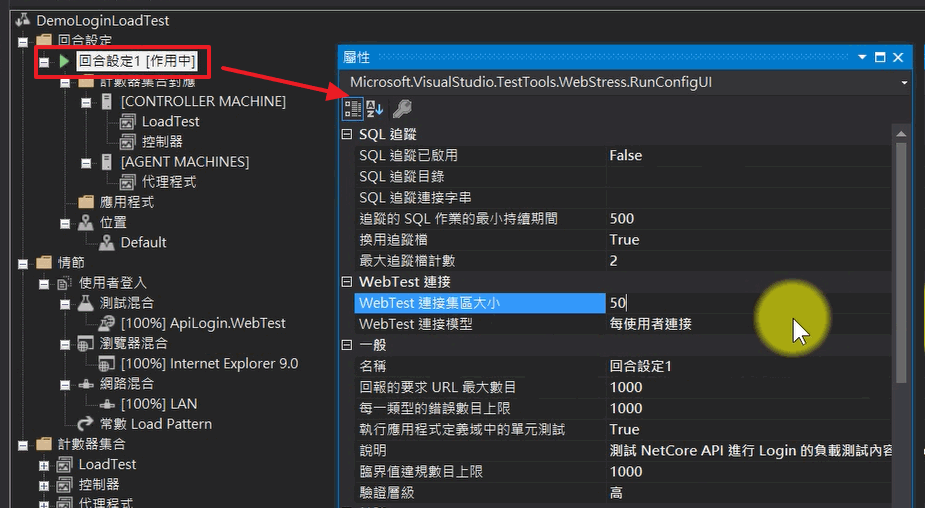 DemoLoginLoadTest
回合設定
回合設定1 [作用中]
計數器集合對應
[CONTROLLER MACHINE]
LoadTest
控制器
[AGENT MACHINES]
代理程式
應用程式
位置
Default
情節
使用者登入
測試混合
[100%] ApiLogin.WebTest
瀏覽器混合
[100%] Internet Explorer 9.0
網路混合
[100%] LAN
常數 Load Pattern
計數器集合
LoadTest
控制器
代理程式
屬性
Microsoft.VisualStudio.TestTools.WebStress.RunConfigUI
SQL 追蹤
SQL 追蹤已啟用 False
SQL 追蹤目錄
SQL 追蹤連接字串
追蹤的 SQL 作業的最小持續期間 500
換用追蹤檔 True
最大追蹤檔計數 2
WebTest 連接
WebTest 連接集區大小 50
WebTest 連接模型 每使用者連接
一般
名稱 回合設定1
回報的要求 URL 最大數目 1000
每一類型的錯誤數目上限 1000
執行應用程式定義域中的單元測試 True
說明 測試 NetCore API 進行 Login 的負載測試內容
臨界值違規數目上限 1000
驗證層級 高